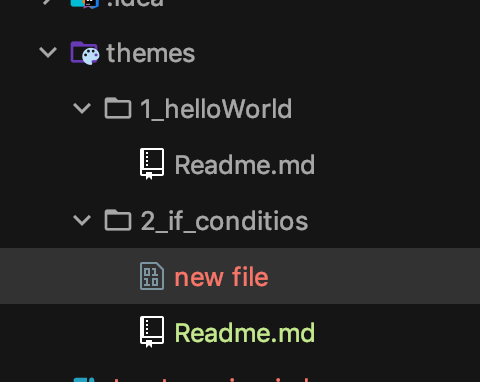 .idea
themes
1_helloWorld
Readme.md
2_if_conditios
new file
Readme.md